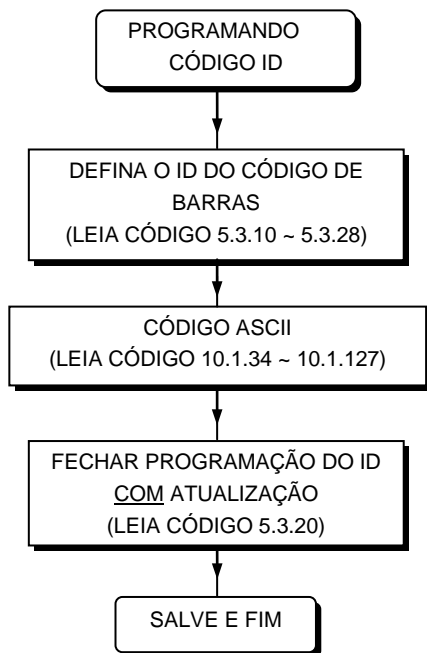 PROGRAMANDO
CÓDIGO ID
DEFINA O ID DO CÓDIGO DE
BARRAS
(LEIA CÓDIGO 5.3.10 ~ 5.3.28)
CÓDIGO ASCII
(LEIA CÓDIGO 10.1.34 ~ 10.1.127)
FECHAR PROGRAMAÇÃO DO ID
COM ATUALIZAÇÃO
(LEIA CÓDIGO 5.3.20)
SALVE E FIM